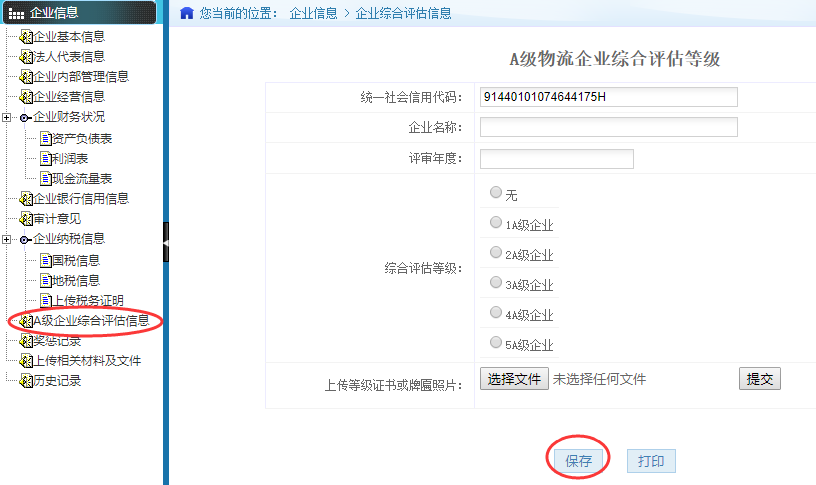 企业信息
企业基本信息
法人代表信息
企业内部管理信息
企业经营信息
企业财务状况
资产负债表
利润表
现金流量表
企业银行信用信息
审计意见
企业纳税信息
国税信息
地税信息
上传税务证明
A级企业综合评估信息
奖惩记录
上传相关材料及文件
历史记录
您当前的位置： 企业信息 > 企业综合评估信息
A级物流企业综合评估等级
统一社会信用代码： 91440101074644175H
企业名称：
评审年度：
综合评估等级：
无
1A级企业
2A级企业
3A级企业
4A级企业
5A级企业
上传等级证书或牌匾照片： 选择文件 未选择任何文件 提交
保存 打印